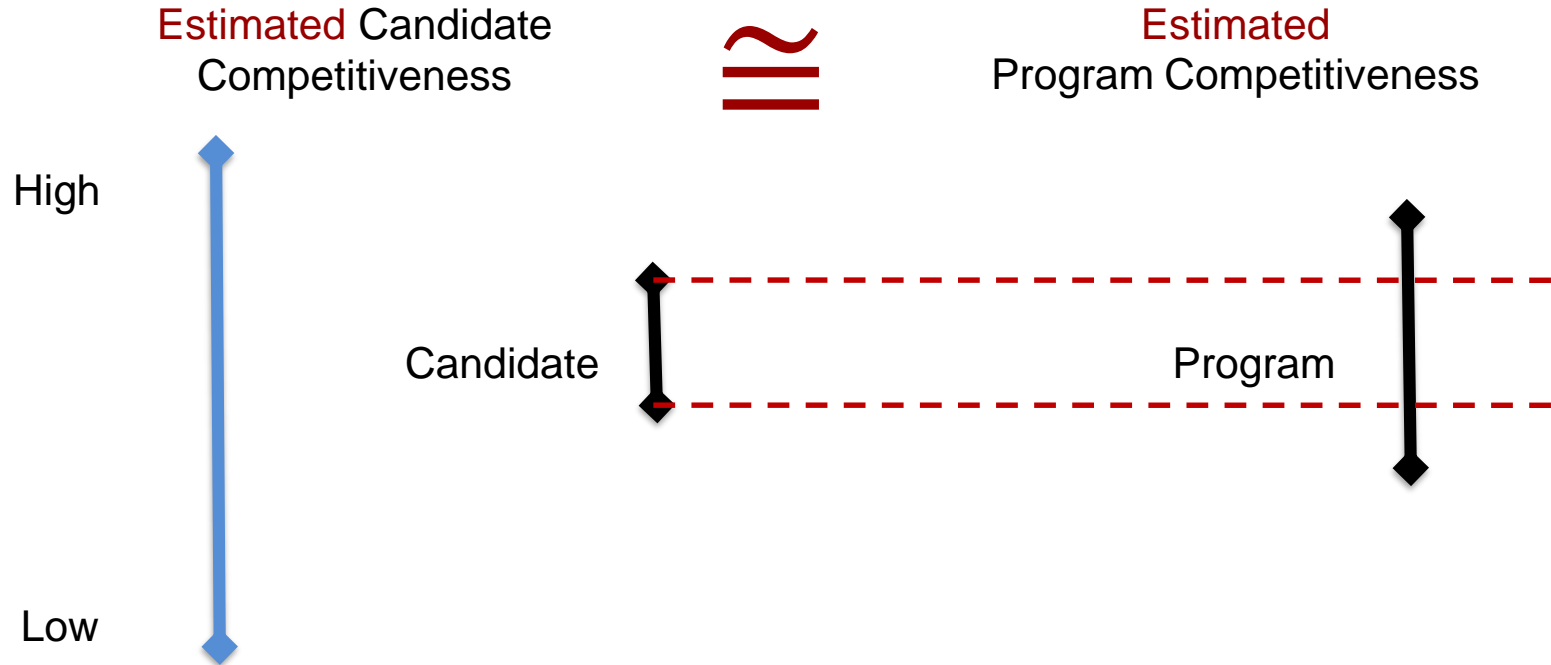 Estimated Candidate
Competitiveness
≅
Estimated
Program Competitiveness
High
Candidate
Program
Low